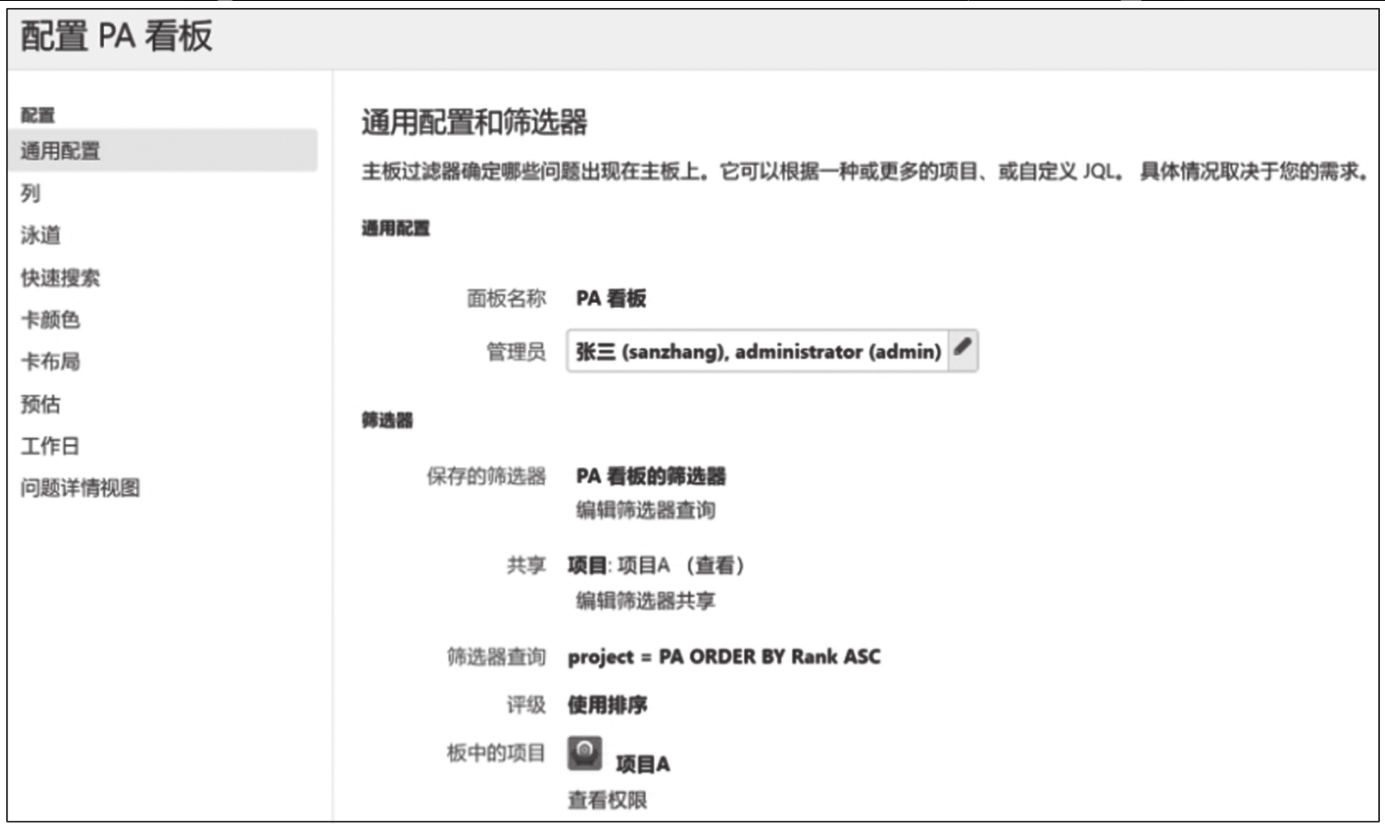 配置 PA 看板
配置
通用配置
列
泳道
快速搜索
卡颜色
卡布局
预估
工作日
问题详情视图
通用配置和筛选器
主板过滤器确定哪些问题出现在主板上。它可以根据一种或更多的项目、或自定义 JQL。 具体情况取决于您的需求。
通用配置
面板名称 PA 看板
管理员 张三 (sanzhang), administrator (admin)
筛选器
保存的筛选器 PA 看板的筛选器
编辑筛选器查询
共享 项目: 项目A （查看）
编辑筛选器共享
筛选器查询 project = PA ORDER BY Rank ASC
评级 使用排序
板中的项目 项目A
查看权限